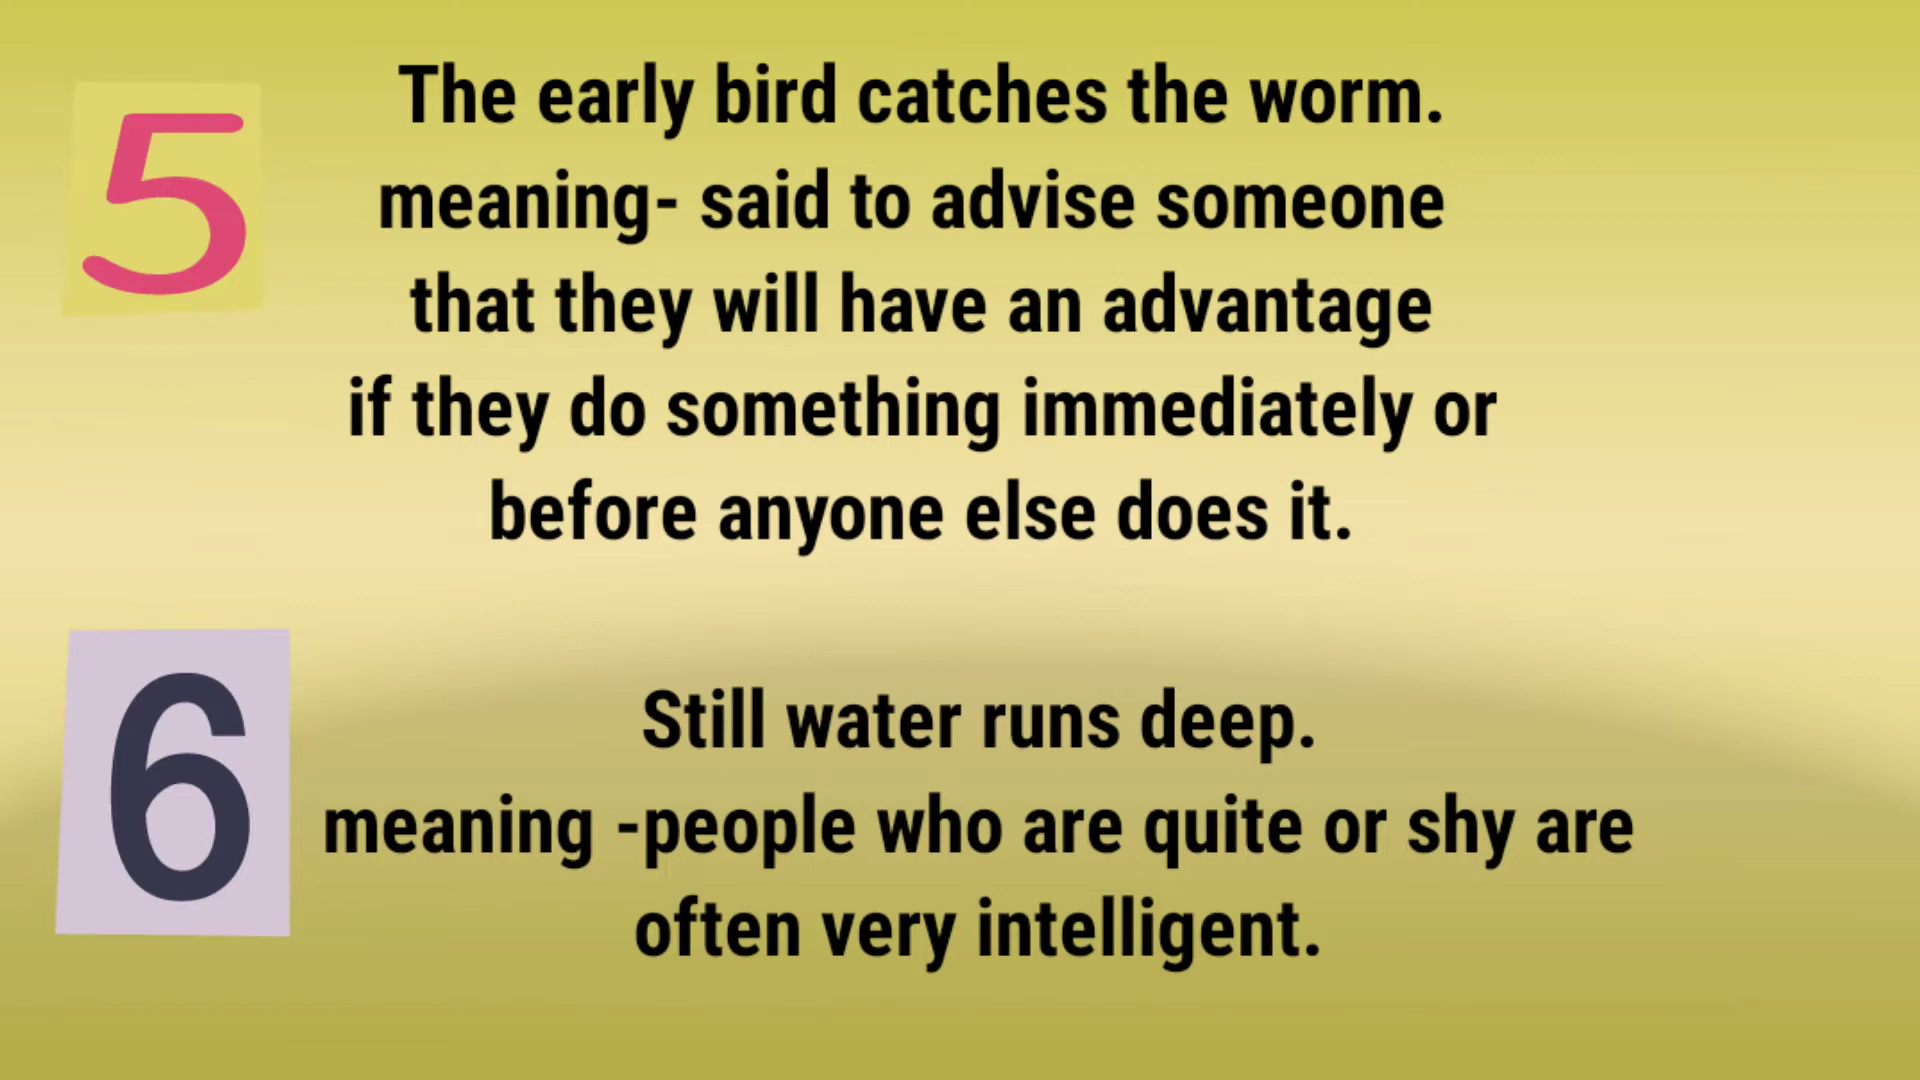 5
The early bird catches the worm.
meaning- said to advise someone
that they will have an advantage
if they do something immediately or
before anyone else does it.
6
Still water runs deep.
meaning -people who are quite or shy are
often very intelligent.